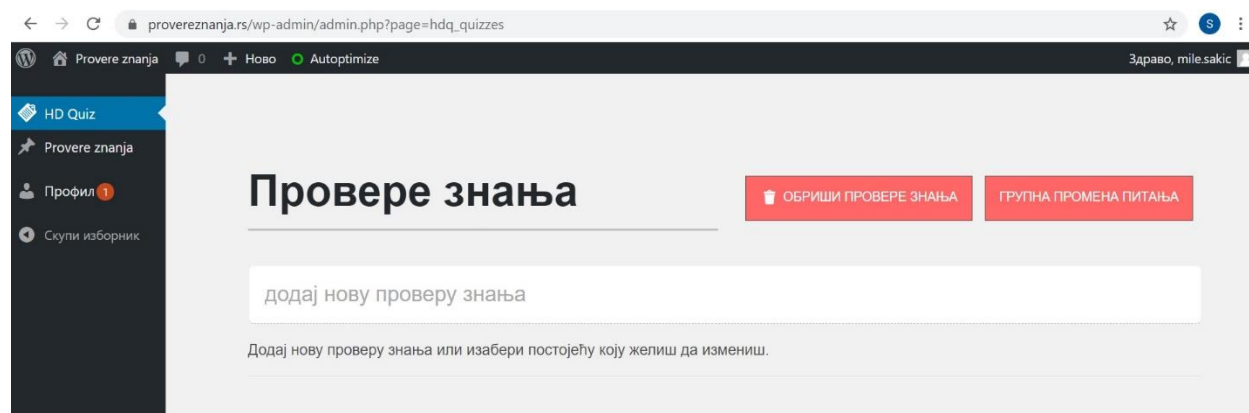 provereznanja.rs/wp-admin/admin.php?page=hdq_quizzes
S
Provere znanja 0 Ново Autoptimize Здраво, mile.sakic
HD Quiz
Provere znanja
Профил 1
Скупи изборник
Провере знања
ОБРИШИ ПРОВЕРЕ ЗНАЊА
ГРУПНА ПРОМЕНА ПИТАЊА
додај нову проверу знања
Додај нову проверу знања или изабери постојећу коју желиш да измениш.